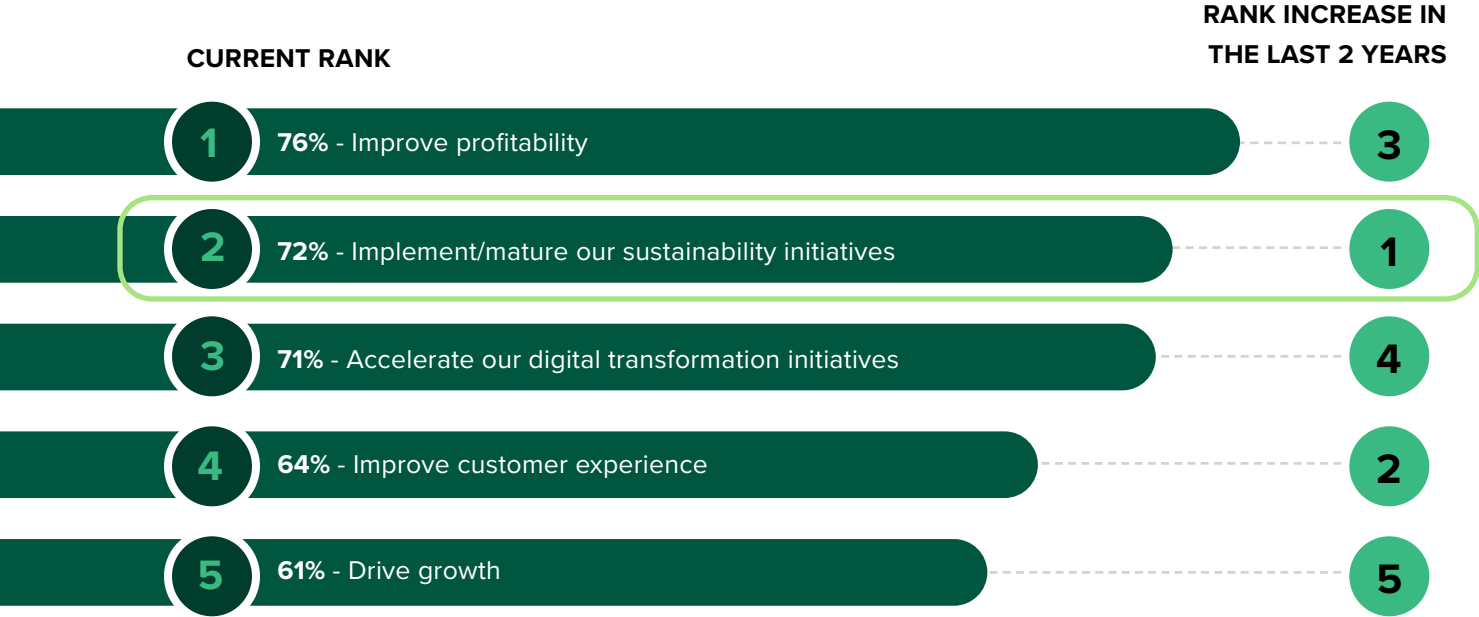 CURRENT RANK
RANK INCREASE IN
THE LAST 2 YEARS
1 76% - Improve profitability 3
2 72% - Implement/mature our sustainability initiatives 1
3 71% - Accelerate our digital transformation initiatives 4
4 64% - Improve customer experience 2
5 61% - Drive growth 5